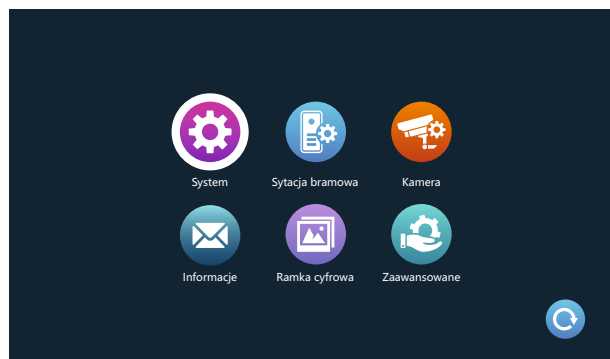 System
Sytacja bramowa
Kamera
Informacje
Ramka cyfrowa
Zaawansowane